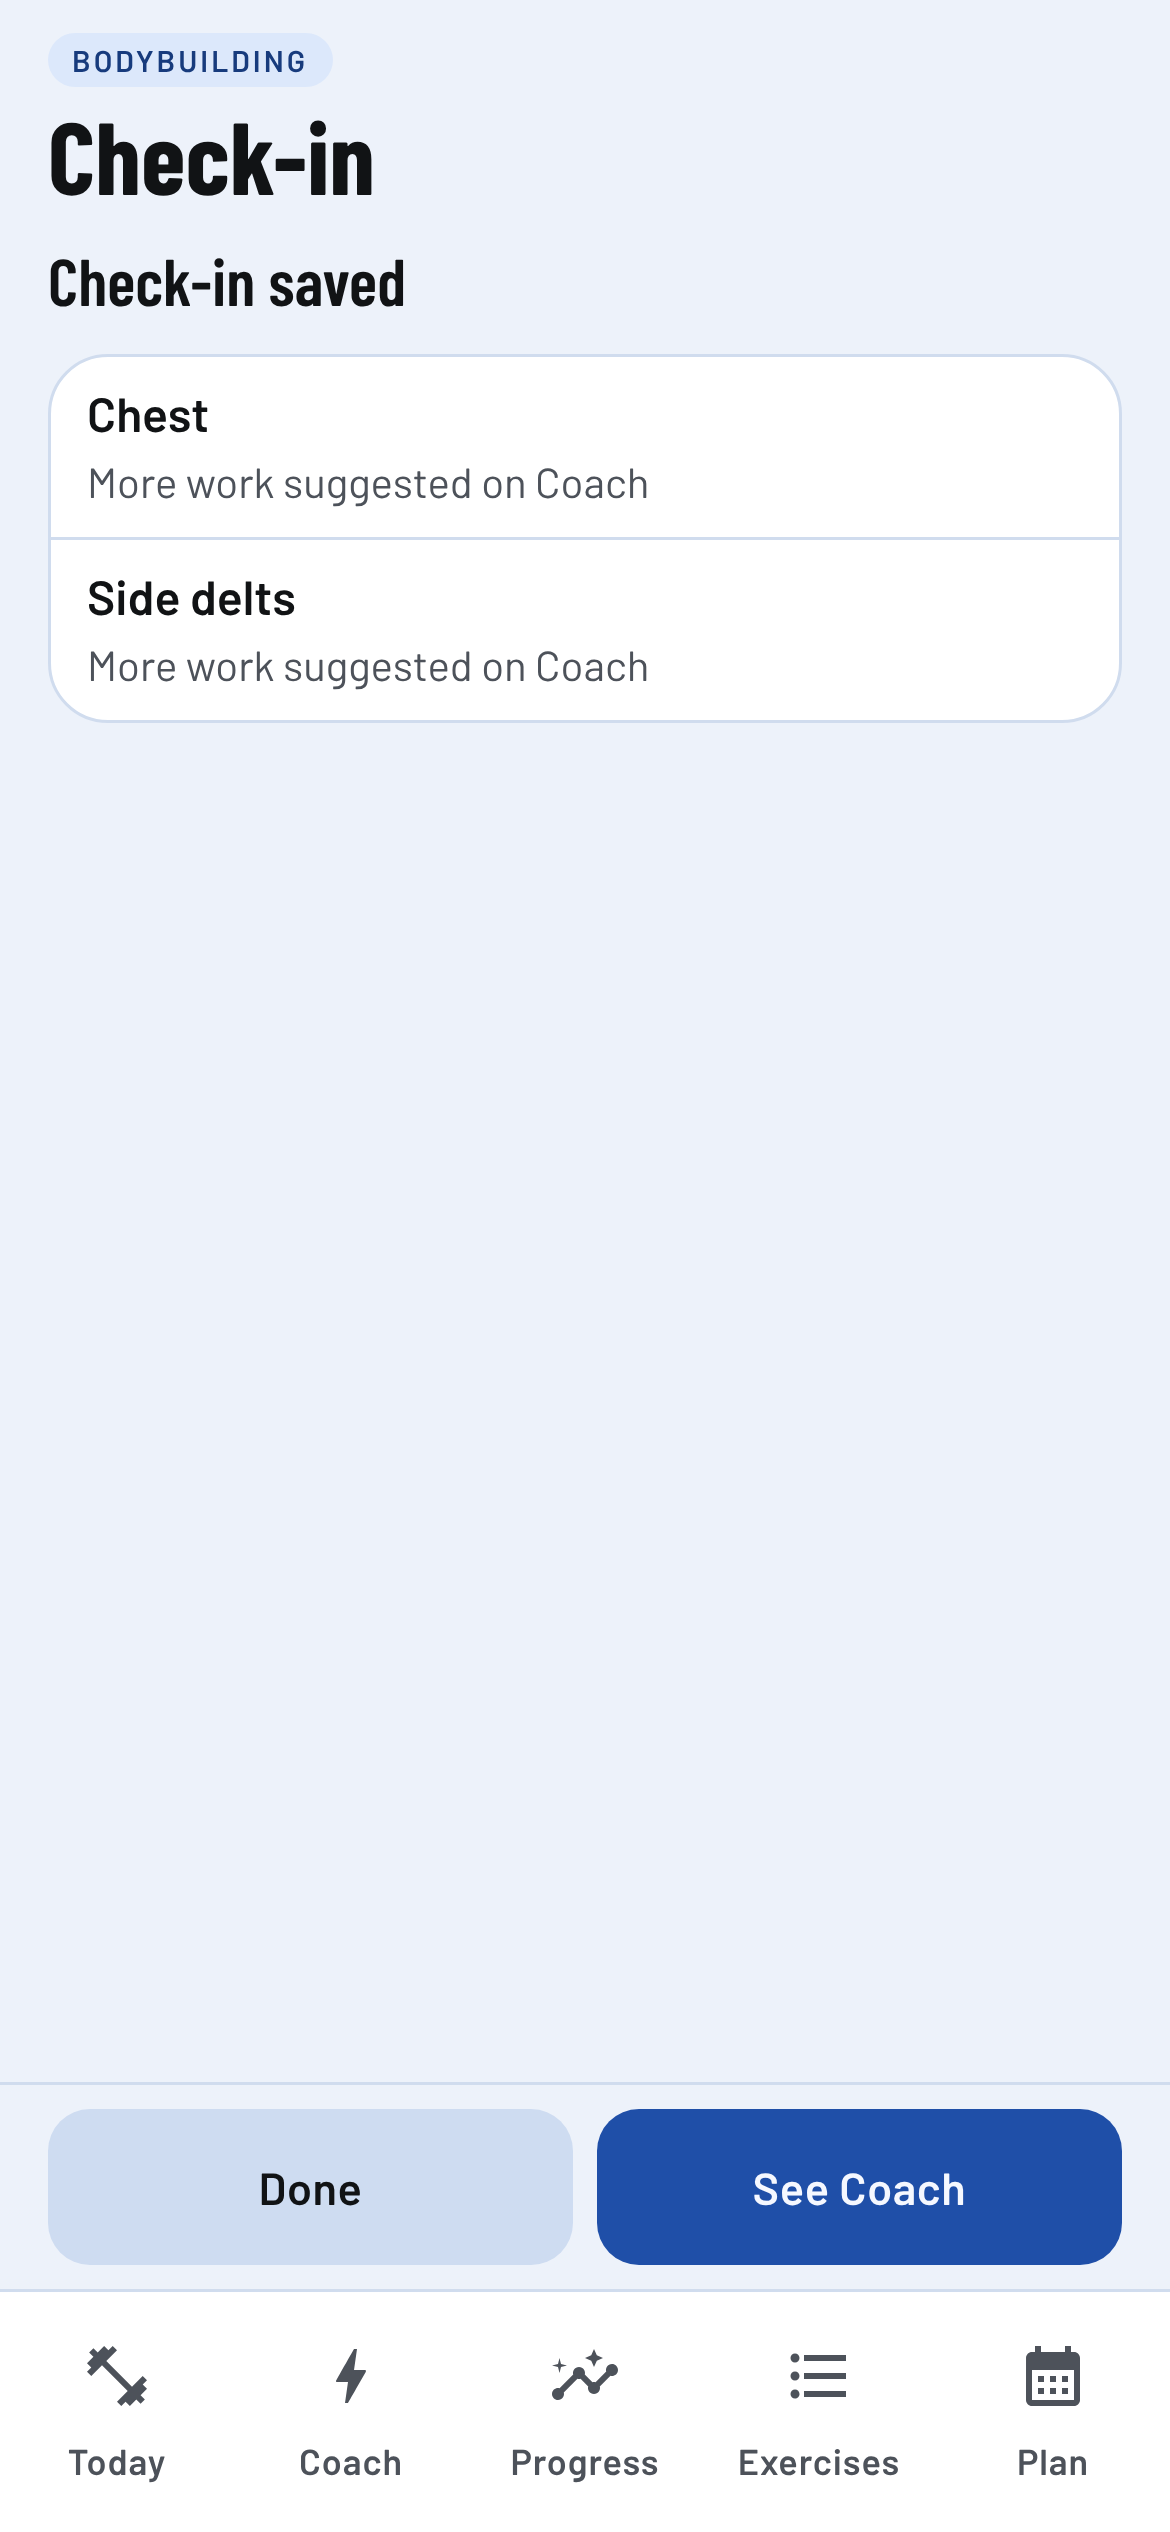 BODYBUILDING
Check-in
Check-in saved
Chest
More work suggested on Coach
Side delts
More work suggested on Coach
Done
See Coach
Today
Coach
Progress
Exercises
Plan